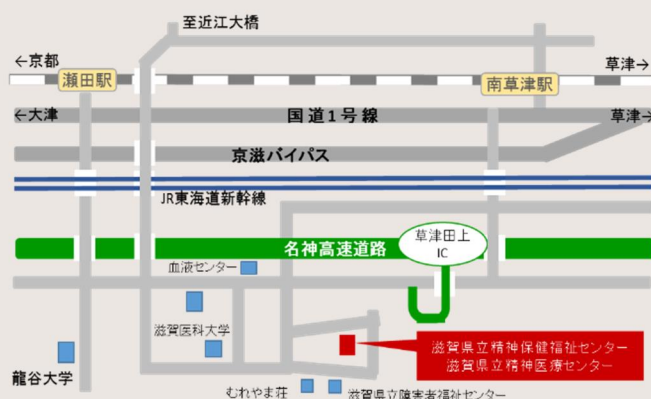 至近江大橋
←京都
瀬田駅
南草津駅
草津→
←大津
国道1号線
草津→
京滋バイパス
JR東海道新幹線
名神高速道路
草津田上
IC
血液センター
滋賀医科大学
滋賀県立精神保健福祉センター
滋賀県立精神医療センター
龍谷大学
むれやま荘
滋賀県立障害者福祉センター